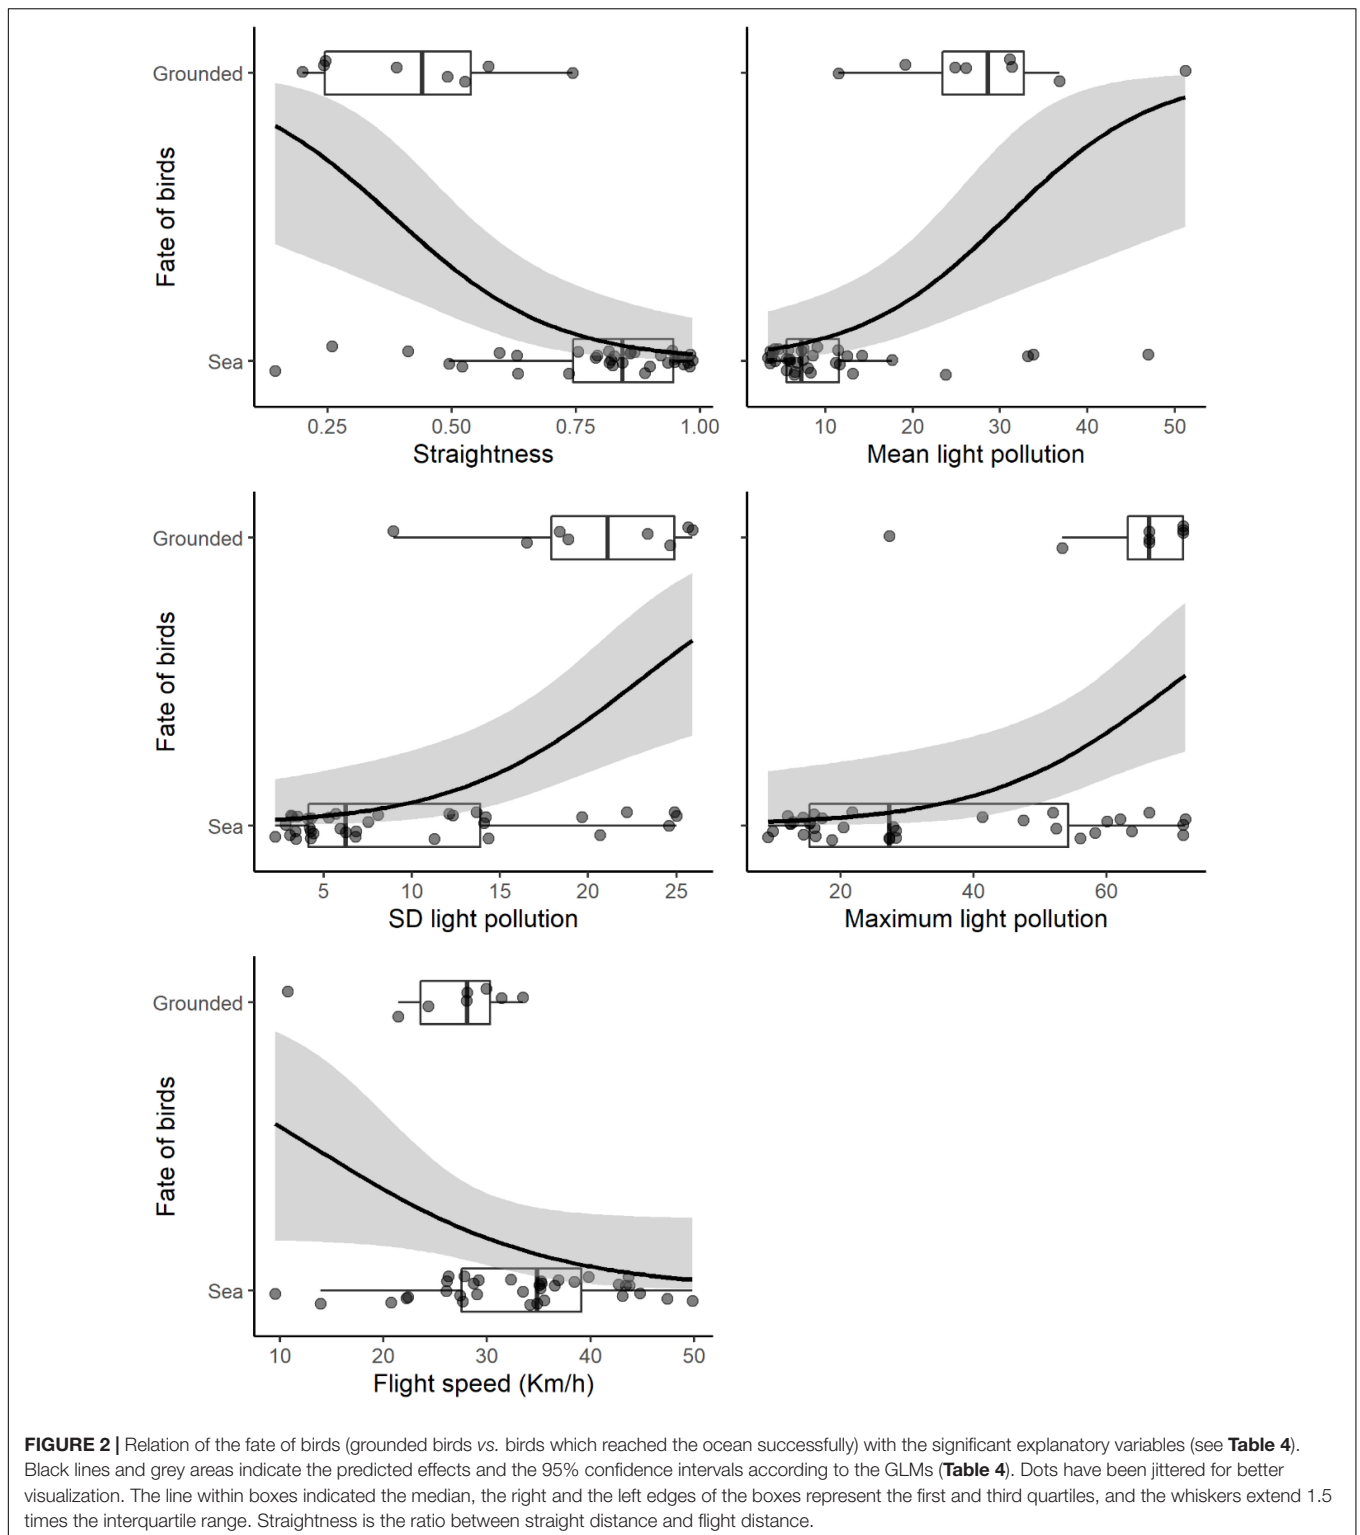 Grounded
Fate of birds
Sea
0.25 0.50 0.75 1.00
Straightness
10 20 30 40 50
Mean light pollution
Grounded
Fate of birds
Sea
5 10 15 20 25
SD light pollution
20 40 60
Maximum light pollution
Grounded
Fate of birds
Sea
10 20 30 40 50
Flight speed (Km/h)
FIGURE 2 | Relation of the fate of birds (grounded birds vs. birds which reached the ocean successfully) with the significant explanatory variables (see Table 4).
Black lines and grey areas indicate the predicted effects and the 95% confidence intervals according to the GLMs (Table 4). Dots have been jittered for better
visualization. The line within boxes indicated the median, the right and the left edges of the boxes represent the first and third quartiles, and the whiskers extend 1.5
times the interquartile range. Straightness is the ratio between straight distance and flight distance.